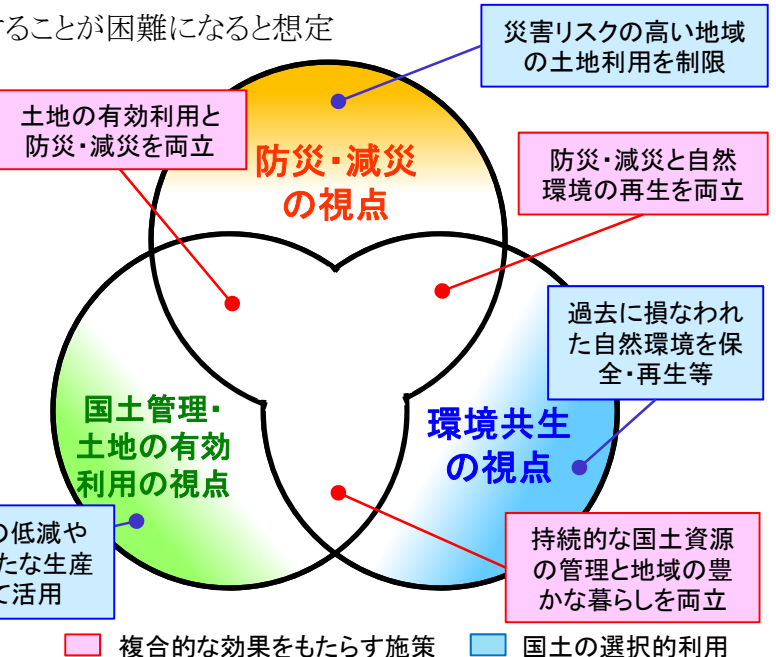 することが困難になると想定
災害リスクの高い地域
の土地利用を制限
土地の有効利用と
防災・減災を両立
防災・減災
の視点
防災・減災と自然
環境の再生を両立
過去に損なわれ
た自然環境を保
全・再生等
国土管理・
土地の有効
利用の視点
環境共生
の視点
の低減や
たな生産
て活用
持続的な国土資源
の管理と地域の豊
かな暮らしを両立
複合的な効果をもたらす施策
国土の選択的利用